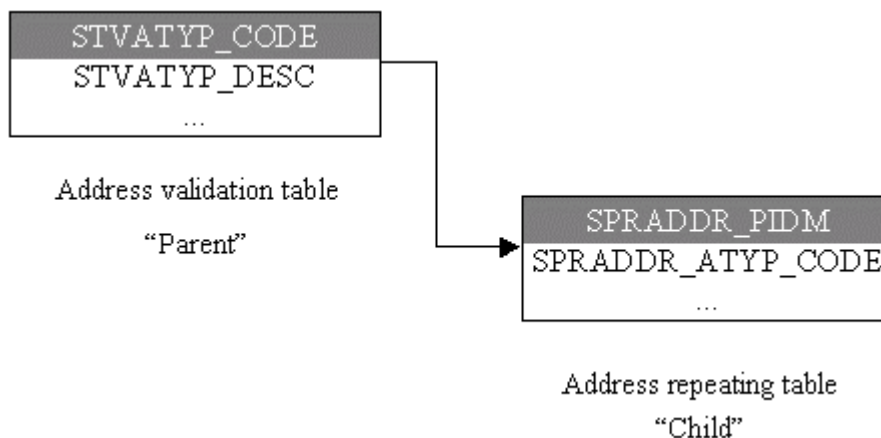 STVATYP_CODE
STVATYP_DESC
...
Address validation table
“Parent”
SPRADDR_PIDM
SPRADDR_ATYP_CODE
...
Address repeating table
“Child”